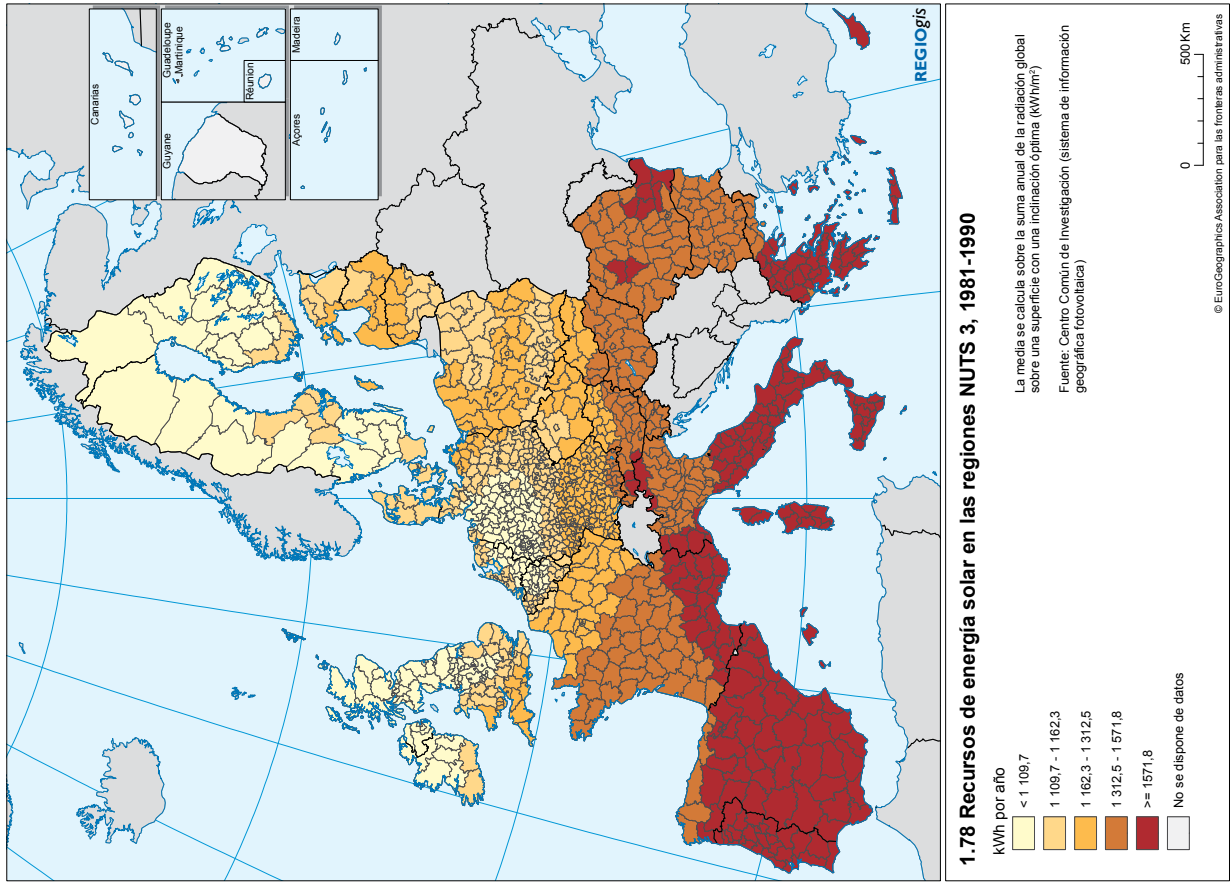 Canarias
Guyane
Guadeloupe
Martinique
Réunion
Açores
Madeira
REGIOgis
1.78 Recursos de energía solar en las regiones NUTS 3, 1981-1990
kWh por año
< 1 109,7
1 109,7 - 1 162,3
1 162,3 - 1 312,5
1 312,5 - 1 571,8
>= 1571,8
No se dispone de datos
La media se calcula sobre la suma anual de la radiación global
sobre una superficie con una inclinación óptima (kWh/m²)
Fuente: Centro Común de Investigación (sistema de información
geográfica fotovoltaica)
0 500 Km
© EuroGeographics Association para las fronteras administrativas